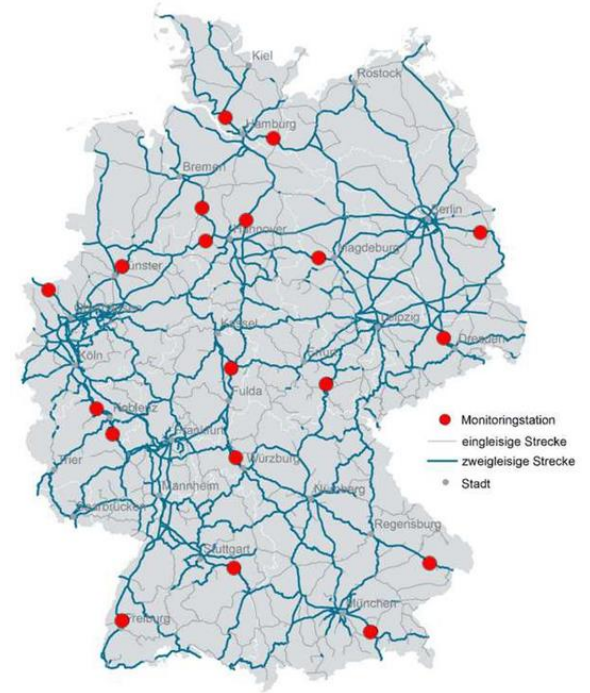 Kiel
Rostock
Hamburg
Bremen
Berlin
Hannover
Magdeburg
Münster
Leipzig
Kassel
Dresden
Köln
Erfurt
Fulda
Koblenz
Monitoringstation
eingleisige Strecke
zweigleisige Strecke
Stadt
Frankfurt
Trier
Würzburg
Mannheim
Nürnberg
Saarbrücken
Regensburg
Stuttgart
München
Freiburg